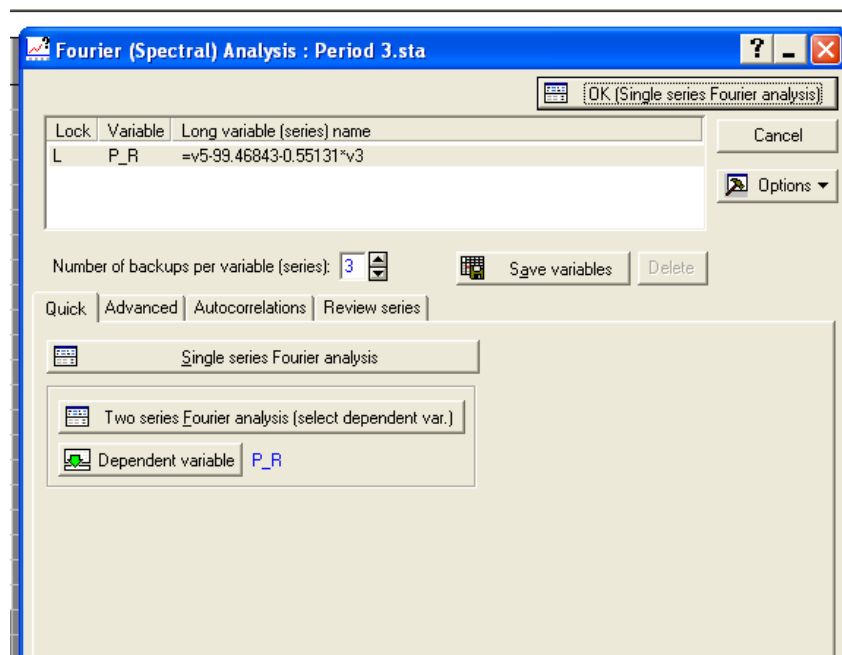 Fourier (Spectral) Analysis : Period 3.sta
OK (Single series Fourier analysis)
Lock Variable Long variable (series) name
L P_R =v5-99.46843-0.55131*v3
Cancel
Options
Number of backups per variable (series): 3 Save variables Delete
Quick Advanced Autocorrelations Review series
Single series Fourier analysis
Two series Fourier analysis (select dependent var.)
Dependent variable P_R